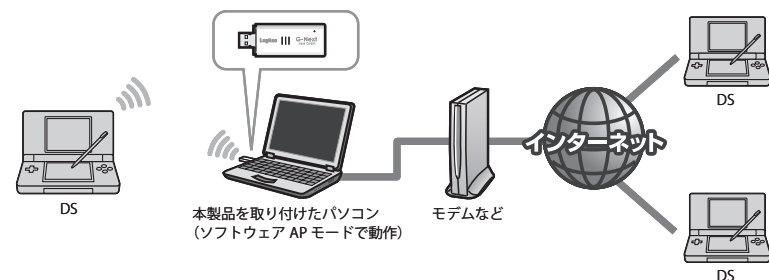 Logitec
G-Next
インターネット
DS
DS
本製品を取り付けたパソコン
（ソフトウェア AP モードで動作）
モデムなど
DS